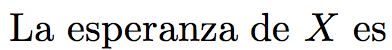 La esperanza de X es